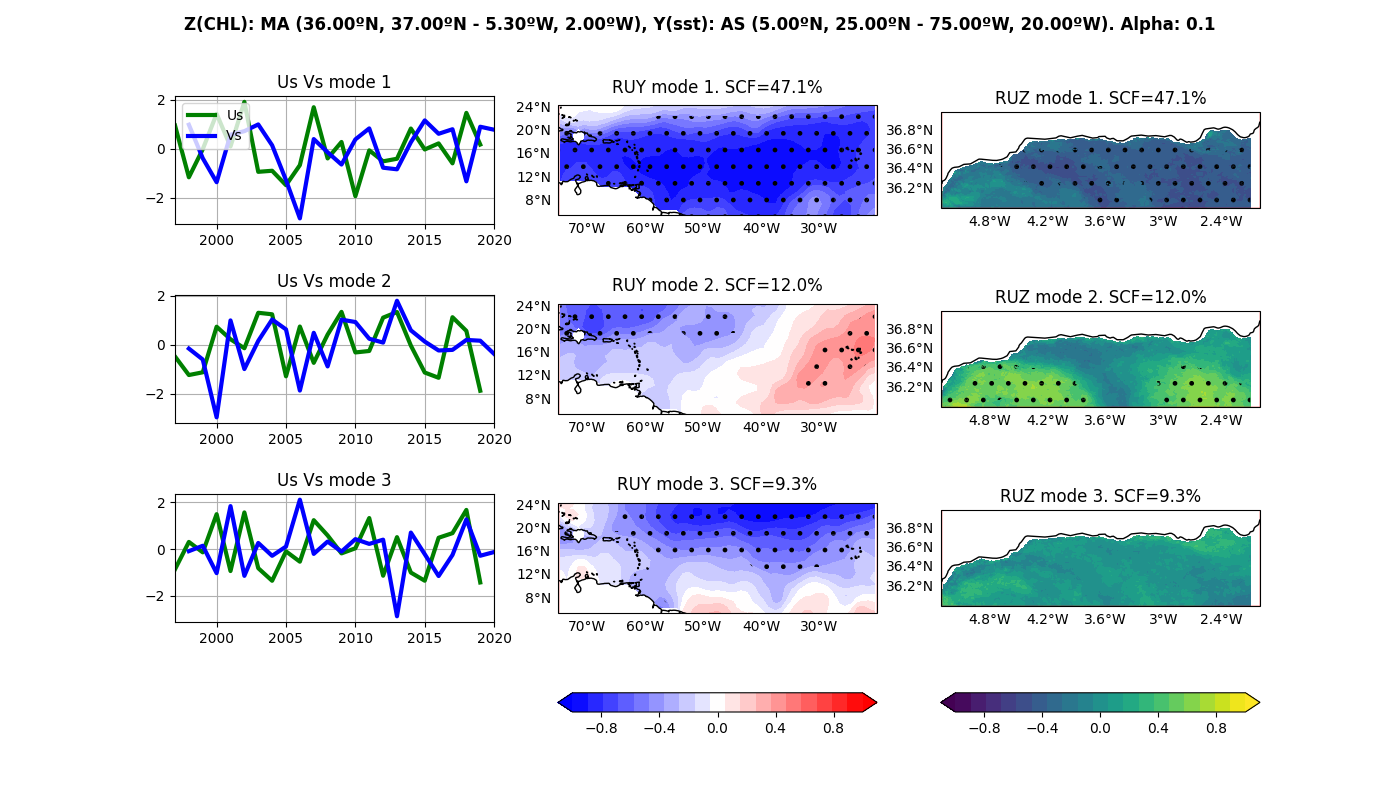 Z(CHL): MA (36.00ºN, 37.00ºN - 5.30ºW, 2.00ºW), Y(sst): AS (5.00ºN, 25.00ºN - 75.00ºW, 20.00ºW). Alpha: 0.1
Us Vs mode 1
2
0
−2
Us
Vs
2000 2005 2010 2015 2020
RUY mode 1. SCF=47.1%
24°N
20°N
16°N
12°N
8°N
70°W 60°W 50°W 40°W 30°W
RUZ mode 1. SCF=47.1%
36.8°N
36.6°N
36.4°N
36.2°N
4.8°W 4.2°W 3.6°W 3°W 2.4°W
Us Vs mode 2
2
0
−2
2000 2005 2010 2015 2020
RUY mode 2. SCF=12.0%
24°N
20°N
16°N
12°N
8°N
70°W 60°W 50°W 40°W 30°W
RUZ mode 2. SCF=12.0%
36.8°N
36.6°N
36.4°N
36.2°N
4.8°W 4.2°W 3.6°W 3°W 2.4°W
Us Vs mode 3
2
0
−2
2000 2005 2010 2015 2020
RUY mode 3. SCF=9.3%
24°N
20°N
16°N
12°N
8°N
70°W 60°W 50°W 40°W 30°W
RUZ mode 3. SCF=9.3%
36.8°N
36.6°N
36.4°N
36.2°N
4.8°W 4.2°W 3.6°W 3°W 2.4°W
−0.8 −0.4 0.0 0.4 0.8
−0.8 −0.4 0.0 0.4 0.8